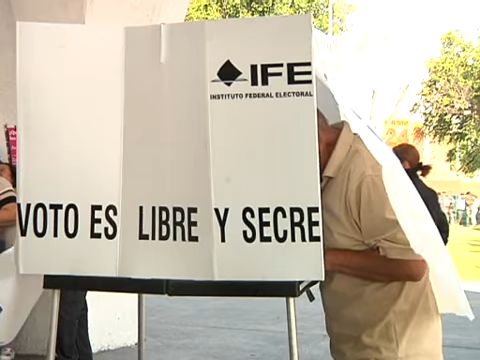 IFE
INSTITUTO FEDERAL ELECTORAL
VOTO ES LIBRE Y SECRE